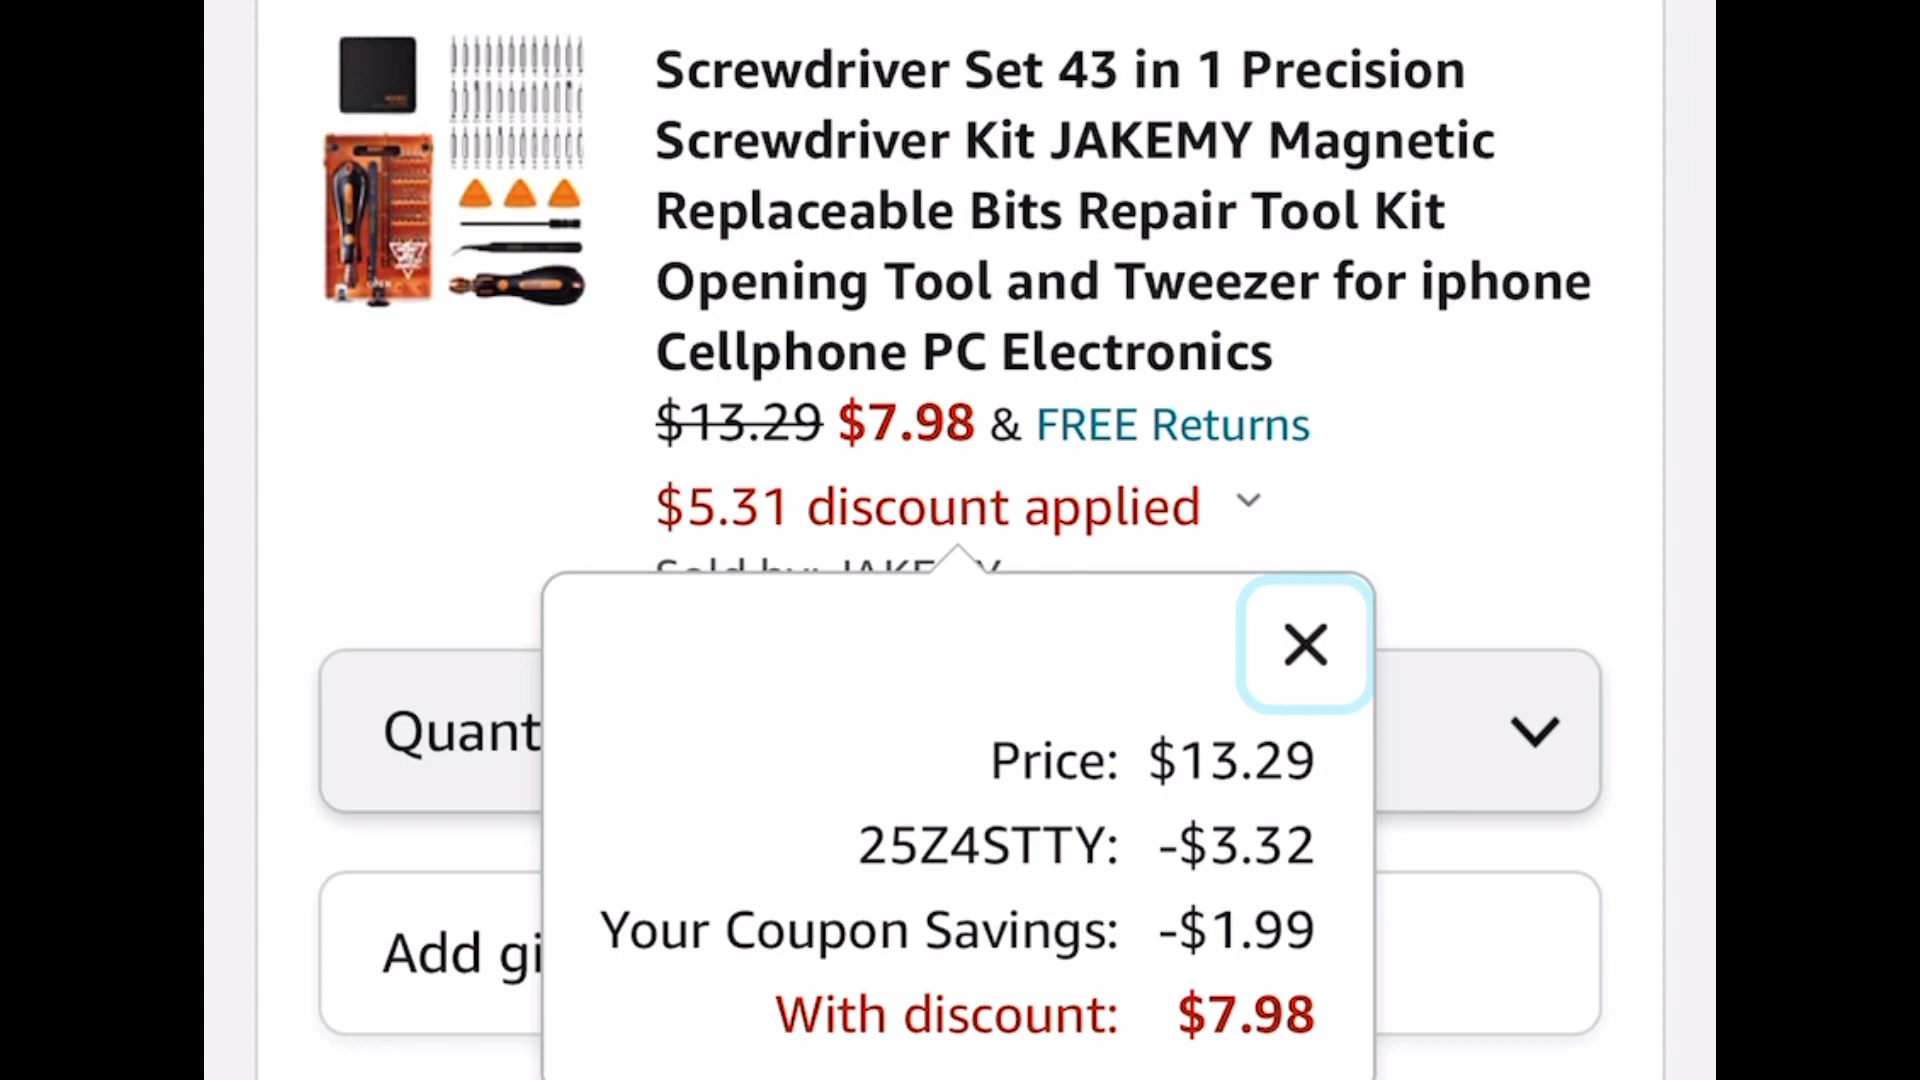 Screwdriver Set 43 in 1 Precision
Screwdriver Kit JAKEMY Magnetic
Replaceable Bits Repair Tool Kit
Opening Tool and Tweezer for iphone
Cellphone PC Electronics
$13.29 $7.98 & FREE Returns
$5.31 discount applied
Quant
Add gi
Price: $13.29
25Z4STTY: -$3.32
Your Coupon Savings: -$1.99
With discount: $7.98